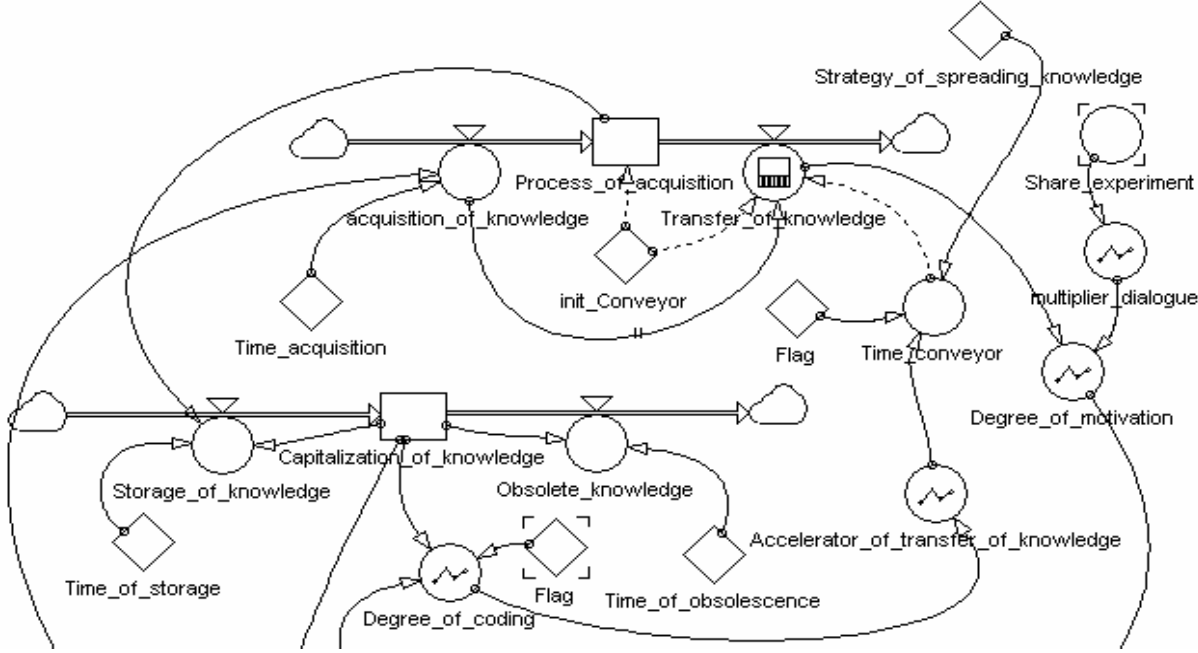 Strategy_of_spreading_knowledge
Process_of_acquisition
Share_experiment
acquisition_of_knowledge
Transfer_of_knowledge
init_Conveyor
multiplier_dialogue
Time_acquisition
Flag
Time_conveyor
Degree_of_motivation
Capitalization_of_knowledge
Storage_of_knowledge
Obsolete_knowledge
Accelerator_of_transfer_of_knowledge
Time_of_storage
Flag
Time_of_obsolescence
Degree_of_coding